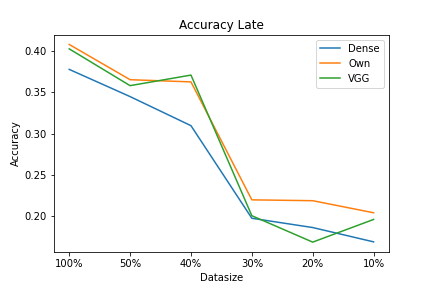 Accuracy Late
Dense
Own
VGG
0.40
0.35
0.30
0.25
0.20
Accuracy
100% 50% 40% 30% 20% 10%
Datasize